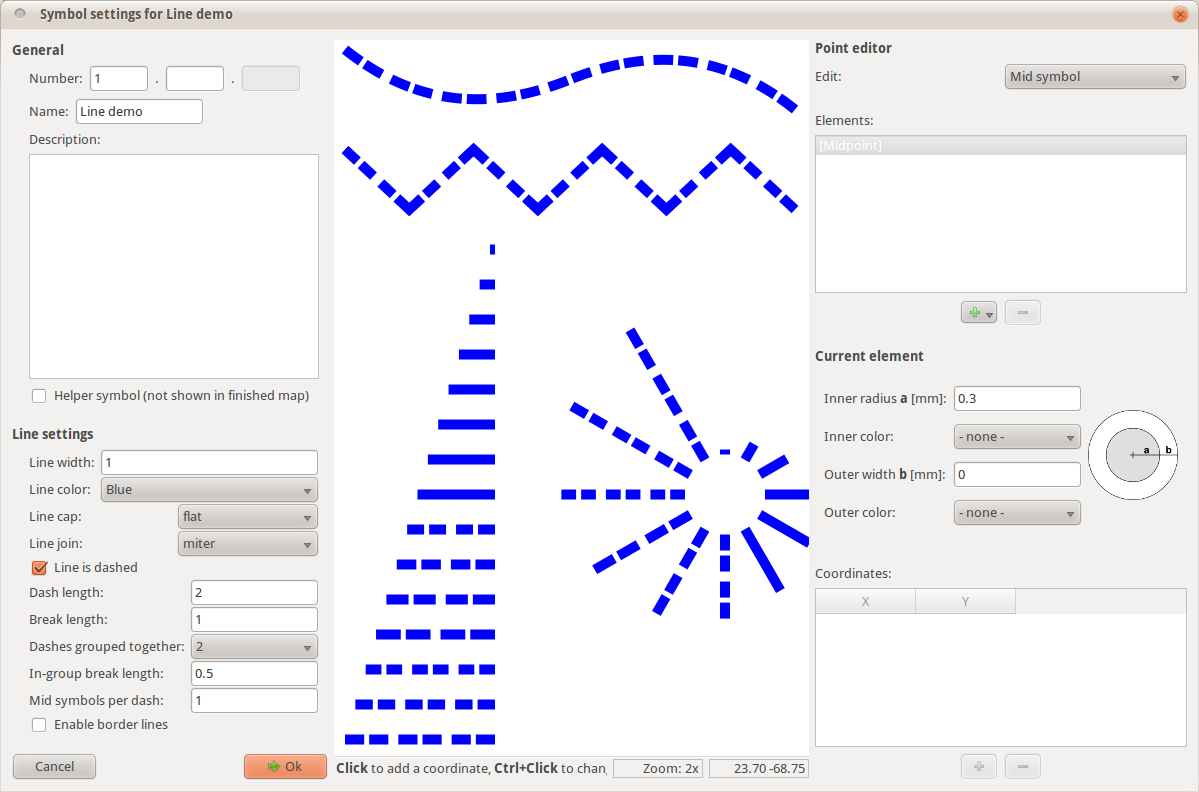 Symbol settings for Line demo
General
Number: 1 . .
Name: Line demo
Description:
Helper symbol (not shown in finished map)
Line settings
Line width: 1
Line color: Blue
Line cap: flat
Line join: miter
Line is dashed
Dash length: 2
Break length: 1
Dashes grouped together: 2
In-group break length: 0.5
Mid symbols per dash: 1
Enable border lines
Cancel
Ok
Click to add a coordinate, Ctrl+Click to chan
Zoom: 2x
23.70 -68.75
Point editor
Edit: Mid symbol
Elements:
[Midpoint]
Current element
Inner radius a [mm]: 0.3
Inner color: - none -
Outer width b [mm]: 0
Outer color: - none -
a b
Coordinates:
X Y